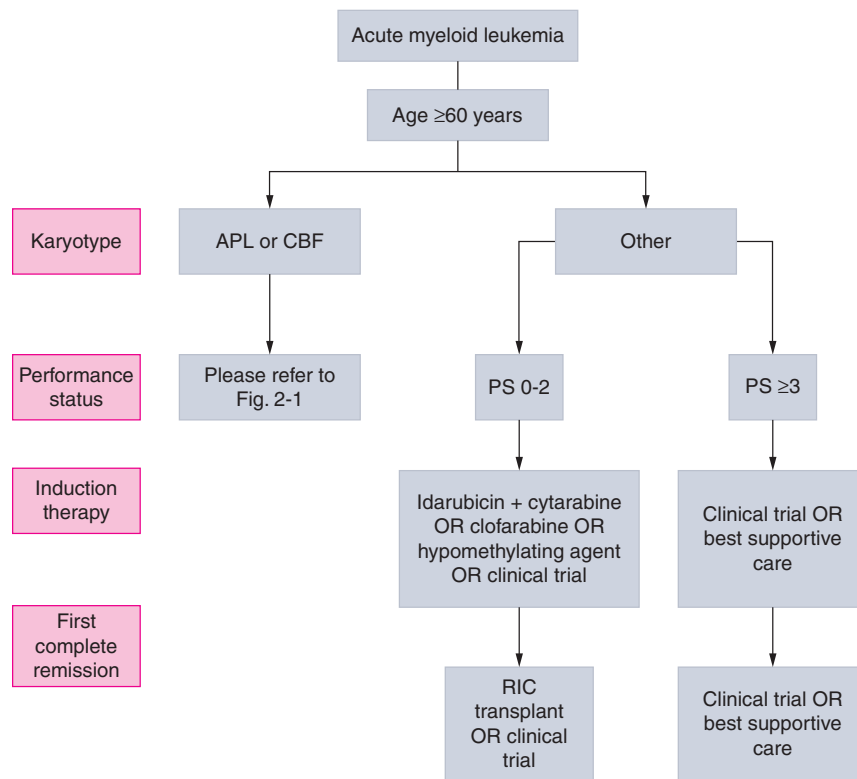 Acute myeloid leukemia
Age ≥60 years
Karyotype
APL or CBF
Other
Performance
status
Please refer to
Fig. 2-1
PS 0-2
PS ≥3
Induction
therapy
Idarubicin + cytarabine
OR clofarabine OR
hypomethylating agent
OR clinical trial
Clinical trial OR
best supportive
care
First
complete
remission
RIC
transplant
OR clinical
trial
Clinical trial OR
best supportive
care